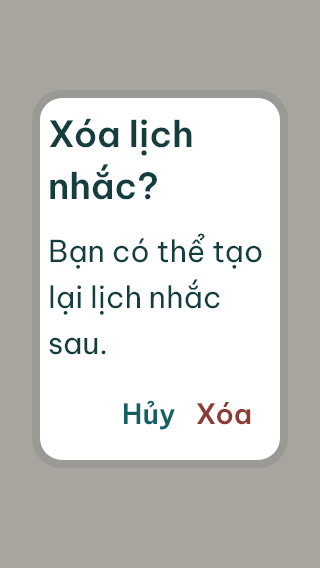 Xóa lịch
nhắc?
Bạn có thể tạo
lại lịch nhắc
sau.
Hủy Xóa